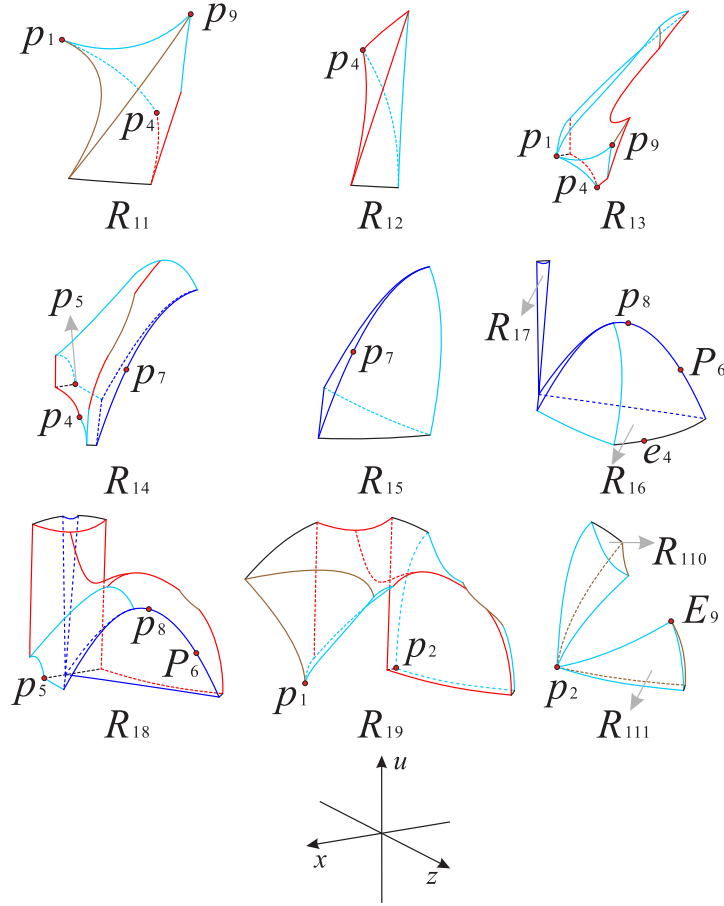 p1 p9 p4
R11
p4
R12
p1 p9 p4
R13
p5 p4 p7
R14
p7
R15
R17 p8 P6 e4
R16
p8 P6 p5
R18
p2 p1
R19
R110 E9 p2
R111
u
x z